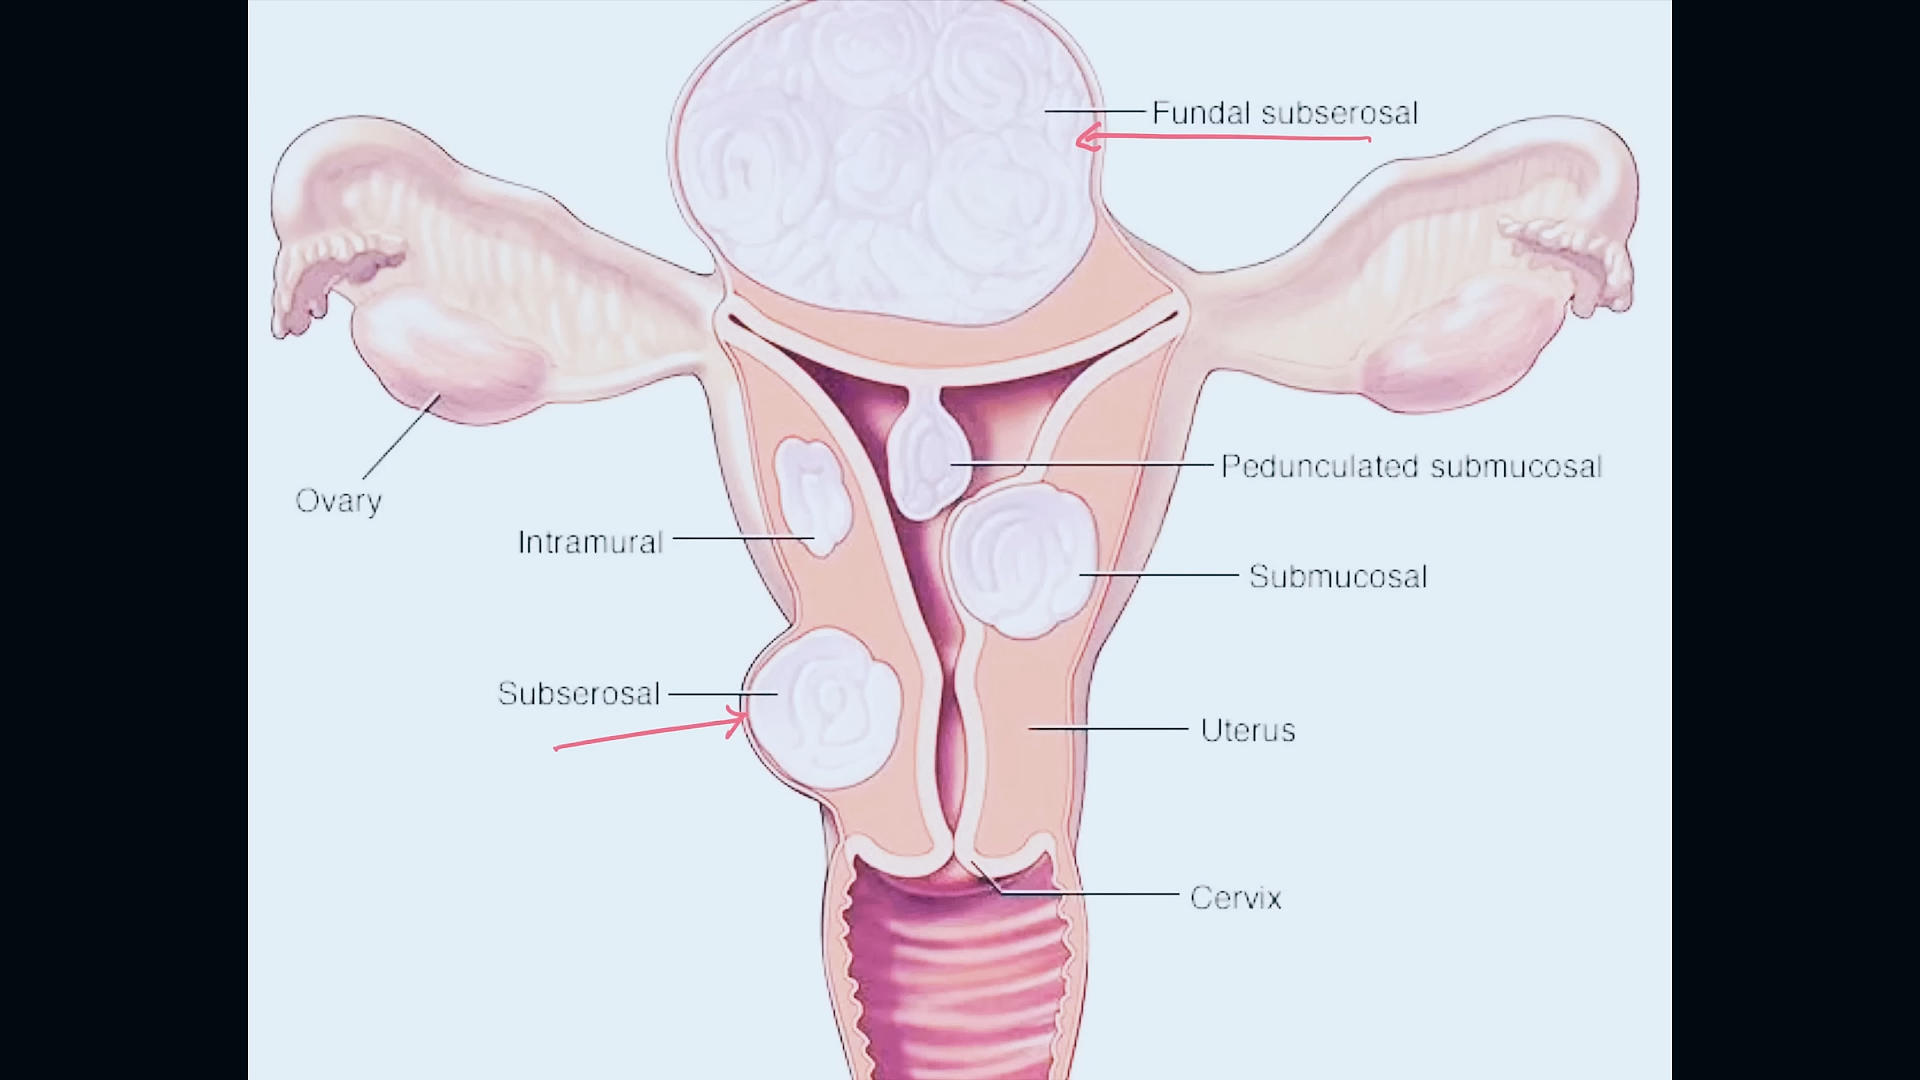 Fundal subserosal
Pedunculated submucosal
Ovary
Intramural
Submucosal
Subserosal
Uterus
Cervix